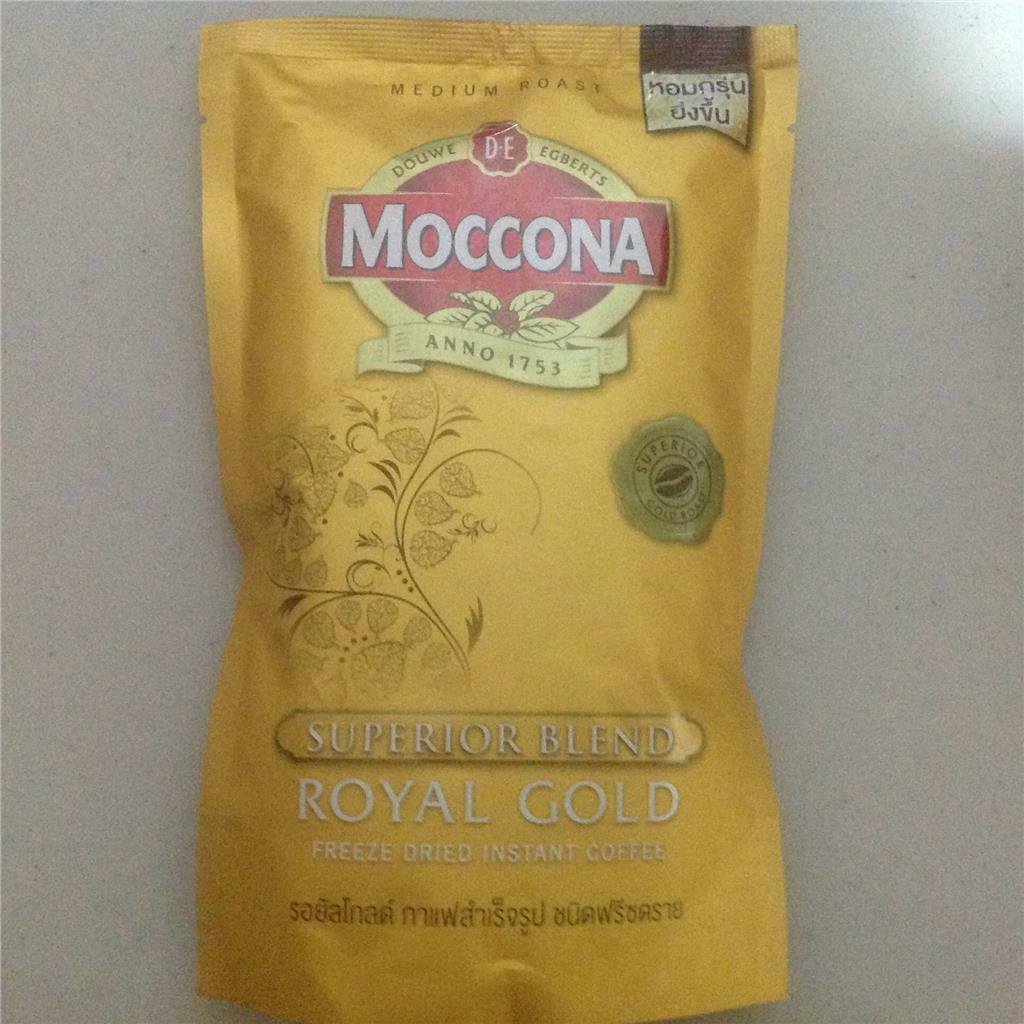 MEDIUM ROAST
หอมกรุ่น
ยิ่งขึ้น
DOUWE D·E EGBERTS
MOCCONA
ANNO 1753
SUPERIOR
GOLD ROAST
SUPERIOR BLEND
ROYAL GOLD
FREEZE DRIED INSTANT COFFEE
รอยัลโกลด์ กาแฟสำเร็จรูป ชนิดฟรีซดราย